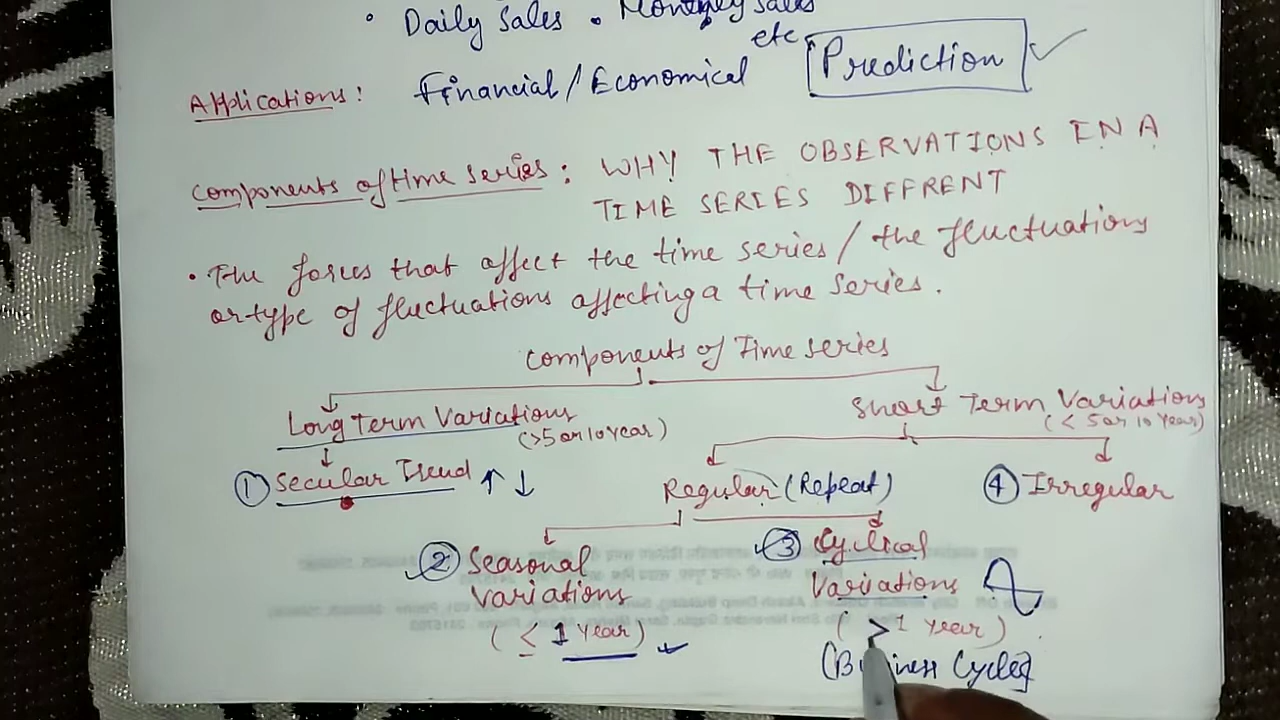 • Daily Sales • Monthly Sales
etc
Applications: Financial/Economical Prediction
Components of time series: WHY THE OBSERVATIONS IN A
TIME SERIES DIFFRENT
• The forces that affect the time series/the fluctuations
or type of fluctuations affecting a time series.
Components of Time series
Long Term Variations
(>5 or 10 year)
Short Term Variations
(< 5 or 10 year)
① Secular Trend ↑ ↓
Regular (Repeat)
④ Irregular
② Seasonal
Variations
(≤ 1 year)
③ Cyclical
Variations
(> 1 year)
(Business Cycles)